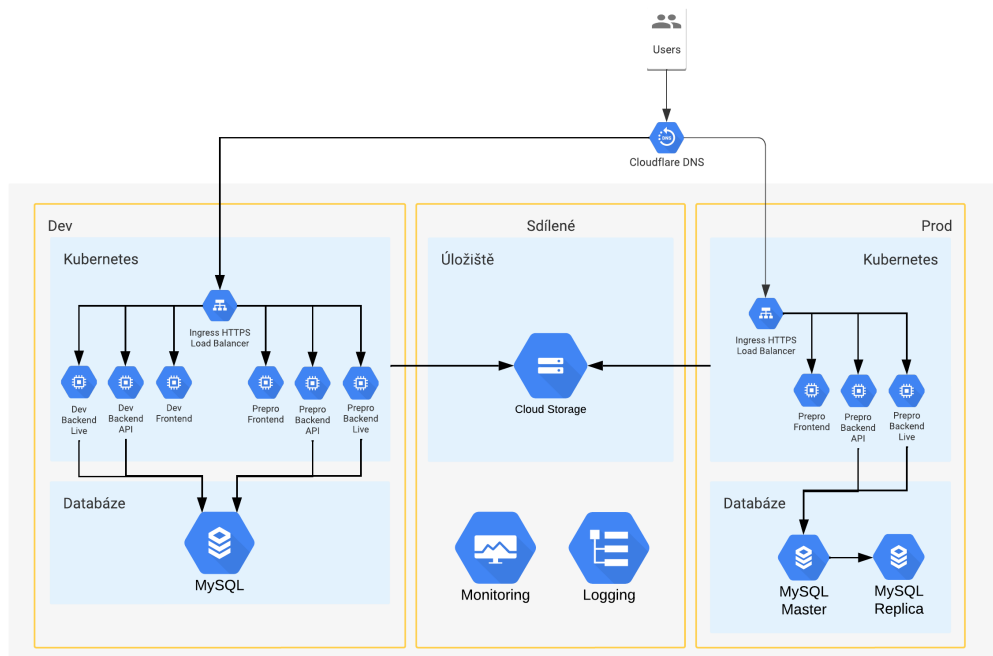 Users
DNS
Cloudflare DNS
Dev
Kubernetes
Ingress HTTPS
Load Balancer
Dev
Backend
Live
Dev
Backend
API
Dev
Frontend
Prepro
Frontend
Prepro
Backend
API
Prepro
Backend
Live
Databáze
MySQL
Sdílené
Úložiště
Cloud Storage
Monitoring
Logging
Prod
Kubernetes
Ingress HTTPS
Load Balancer
Prepro
Frontend
Prepro
Backend
API
Prepro
Backend
Live
Databáze
MySQL
Master
MySQL
Replica